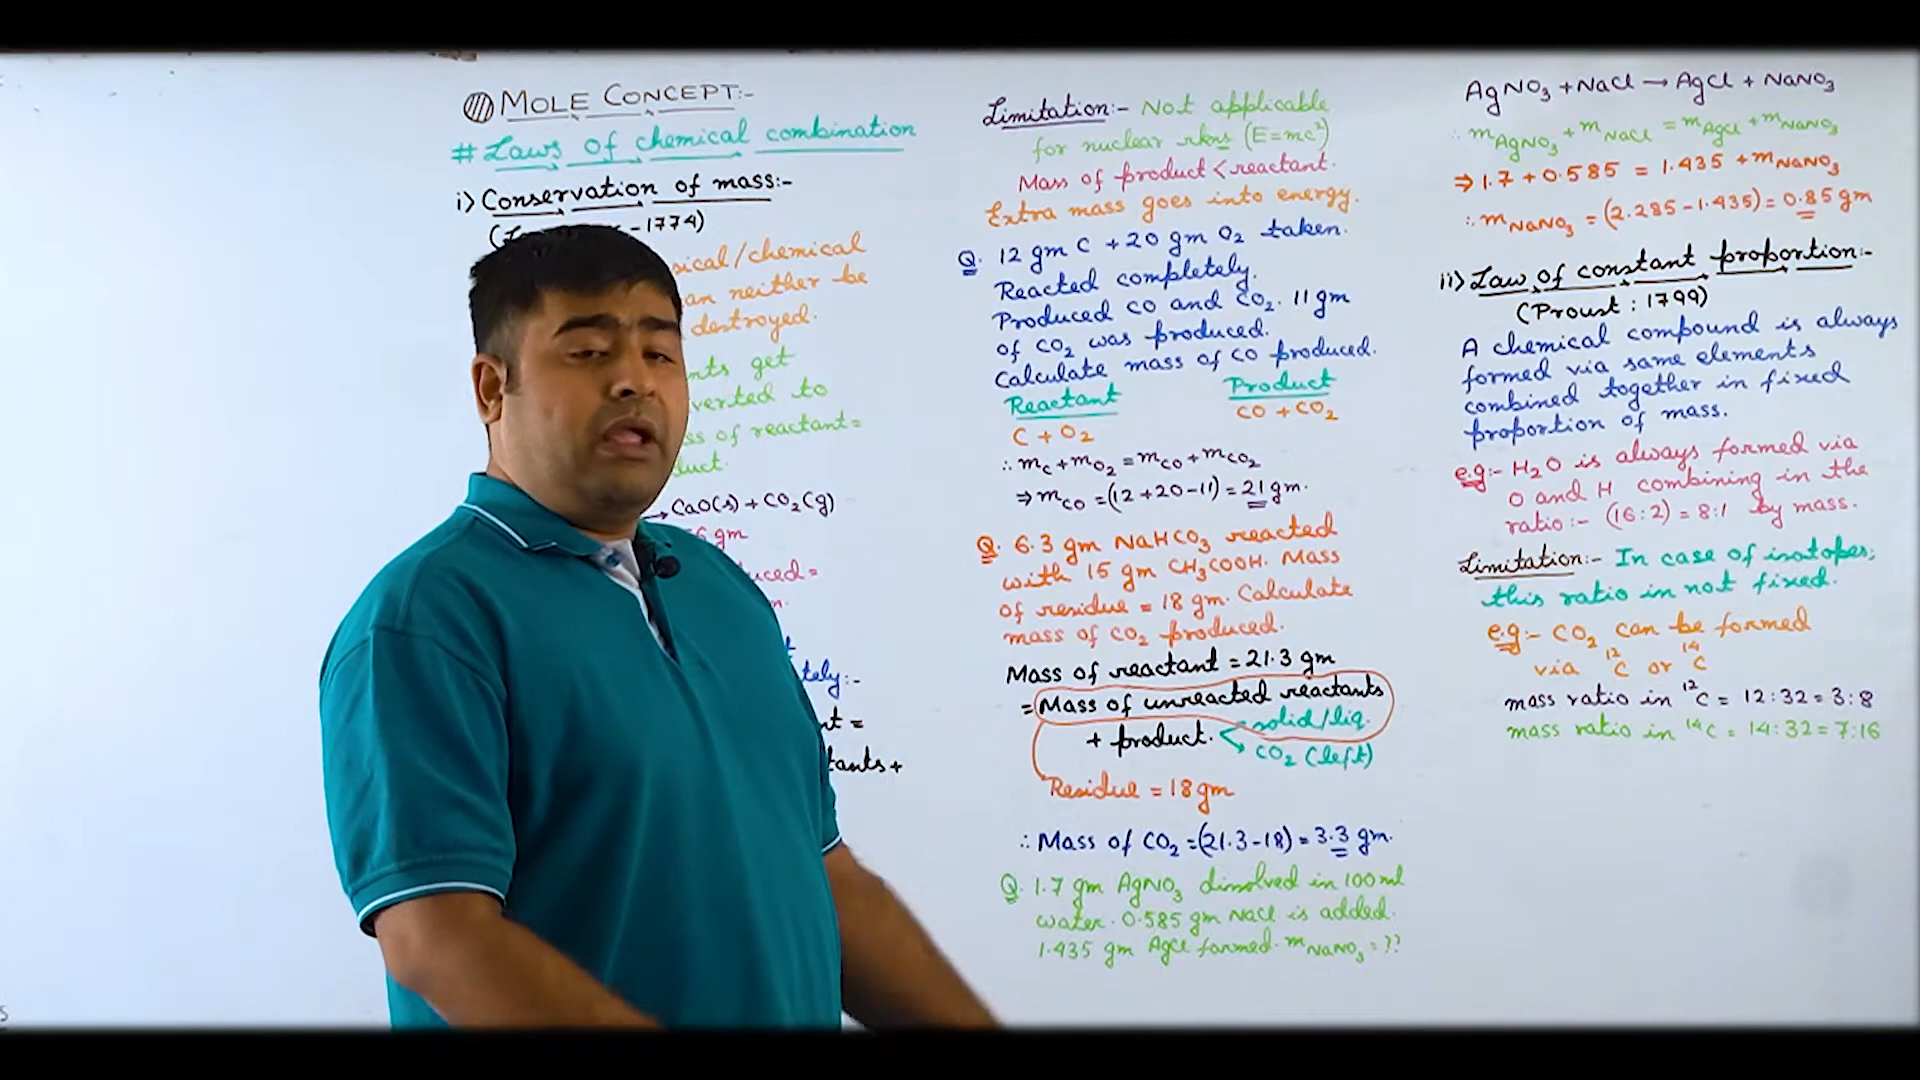 MOLE CONCEPT:-
# Laws of chemical combination
i) Conservation of mass:-
- 1774)
sical/chemical
an neither be
destroyed.
nts get
verted to
ss of reactant =
duct.
→ CaO(s) + CO₂(g)
6 gm
uced =
m.
tely:-
nt =
tants +
Limitation:- Not applicable
for nuclear rkns (E=mc²)
Mass of product < reactant.
Extra mass goes into energy.
Q. 12 gm C + 20 gm O₂ taken.
Reacted completely.
Produced CO and CO₂. 11 gm
of CO₂ was produced.
Calculate mass of CO produced.
Reactant Product
C + O₂ CO + CO₂
∴ mC + mO₂ = mCO + mCO₂
⇒ mCO = (12+20-11) = 21 gm.
Q. 6.3 gm NaHCO₃ reacted
with 15 gm CH₃COOH. Mass
of residue = 18 gm. Calculate
mass of CO₂ produced.
Mass of reactant = 21.3 gm
= Mass of unreacted reactants
+ product. solid/liq.
CO₂ (left)
Residue = 18 gm
∴ Mass of CO₂ = (21.3-18) = 3.3 gm.
Q. 1.7 gm AgNO₃ dissolved in 100 ml
water. 0.585 gm NaCl is added.
1.435 gm AgCl formed. mNaNO₃ = ??
AgNO₃ + NaCl → AgCl + NaNO₃
∴ mAgNO₃ + mNaCl = mAgCl + mNaNO₃
⇒ 1.7 + 0.585 = 1.435 + mNaNO₃
∴ mNaNO₃ = (2.285-1.435) = 0.85 gm
ii) Law of constant proportion:-
(Proust : 1799)
A chemical compound is always
formed via same elements
combined together in fixed
proportion of mass.
e.g:- H₂O is always formed via
O and H combining in the
ratio:- (16:2) = 8:1 by mass.
Limitation:- In case of isotopes;
this ratio in not fixed.
e.g:- CO₂ can be formed
via ¹²C or ¹⁴C
mass ratio in ¹²C = 12:32 = 3:8
mass ratio in ¹⁴C = 14:32 = 7:16